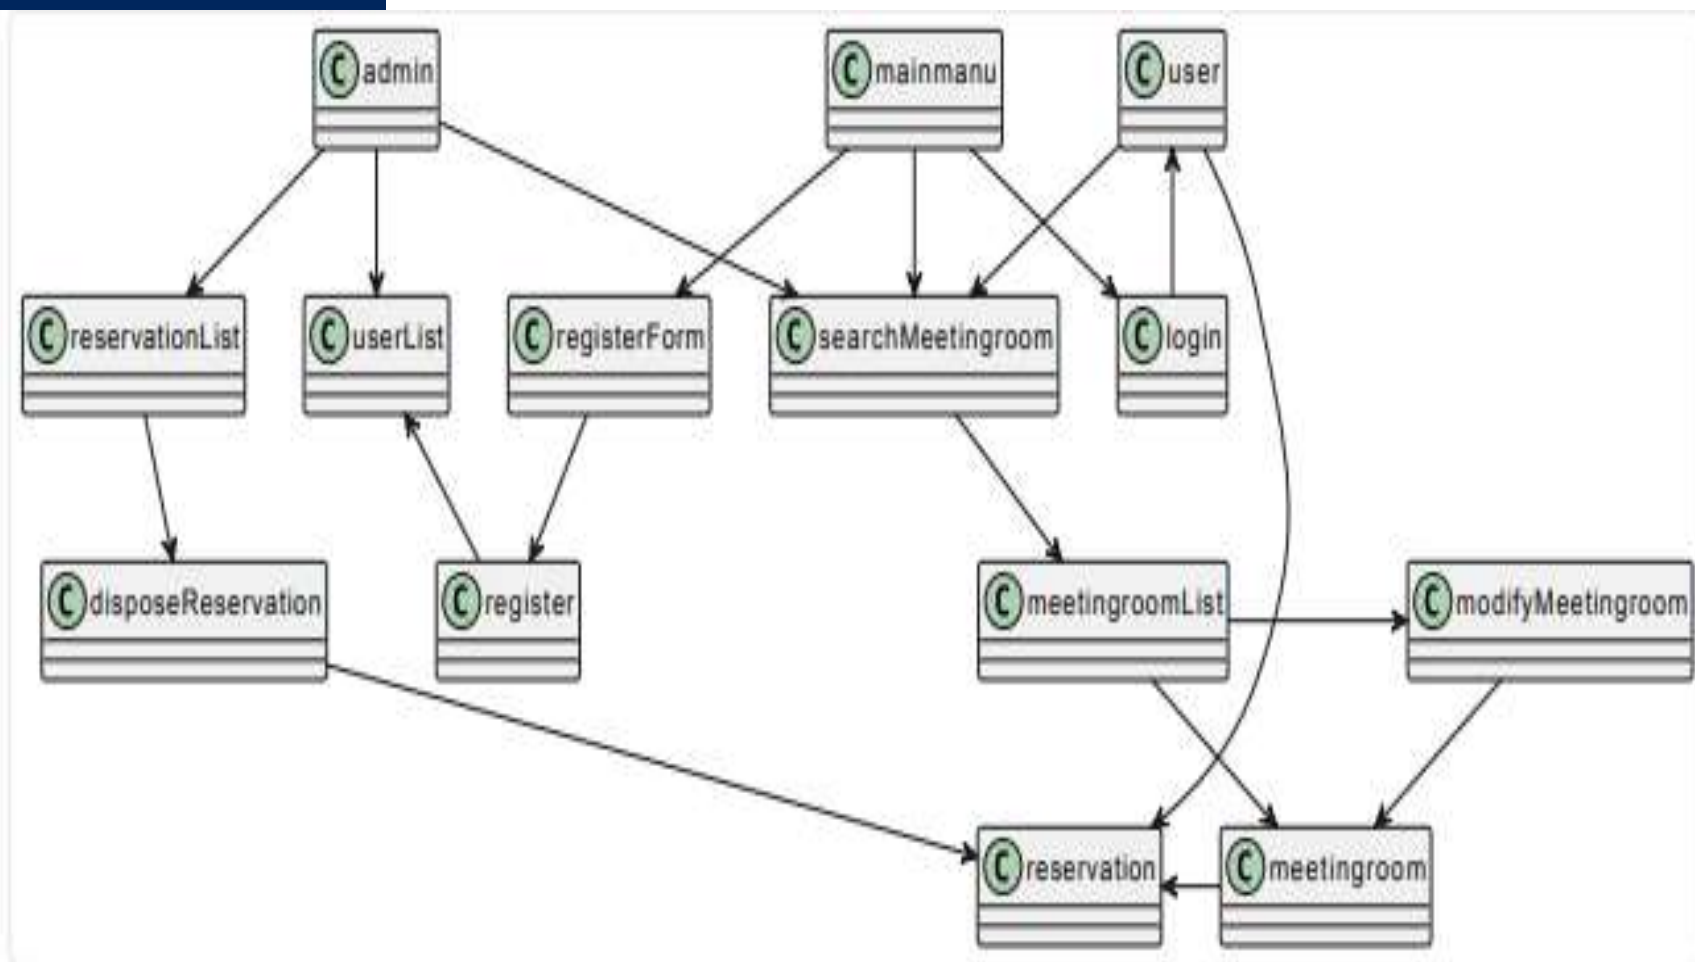 C admin
C mainmanu
C user
C reservationList
C userList
C registerForm
C searchMeetingroom
C login
C disposeReservation
C register
C meetingroomList
C modifyMeetingroom
C reservation
C meetingroom